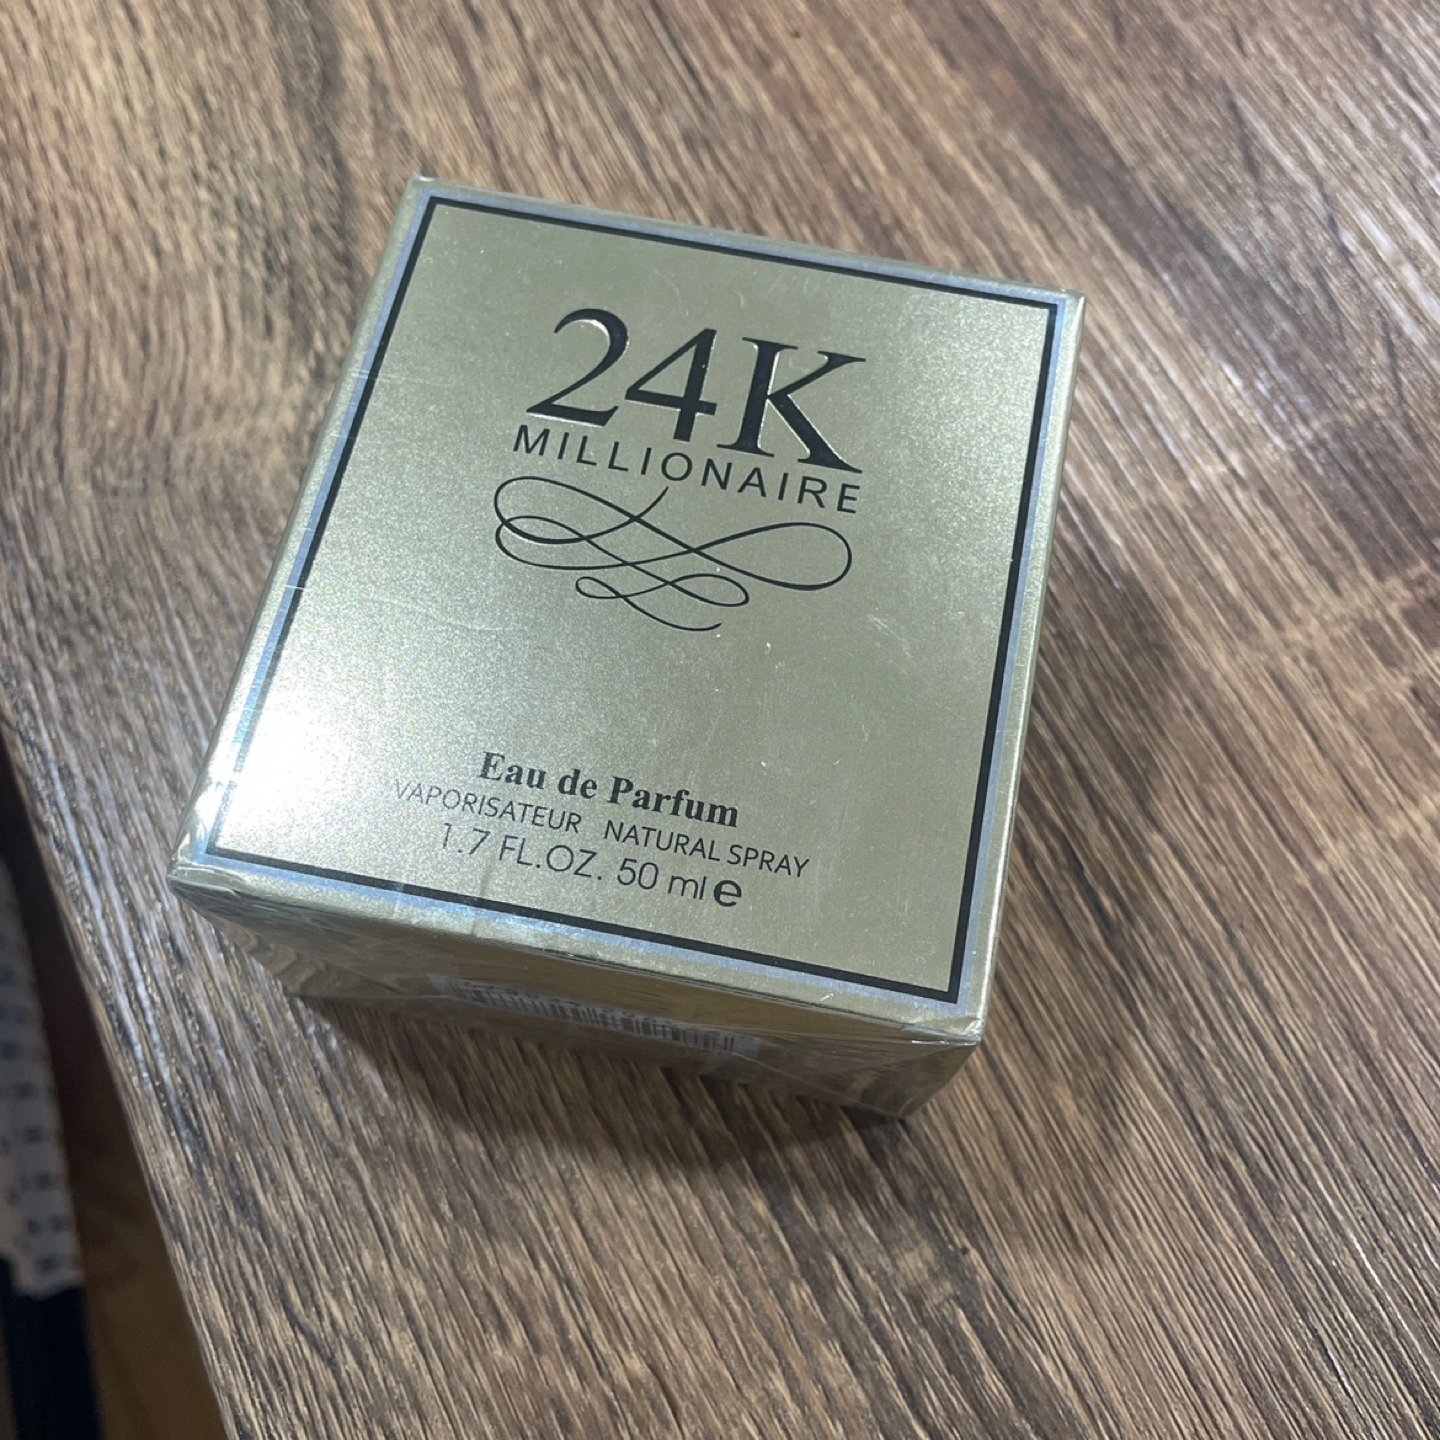 24K
MILLIONAIRE
Eau de Parfum
VAPORISATEUR NATURAL SPRAY
1.7 FL.OZ. 50 ml e